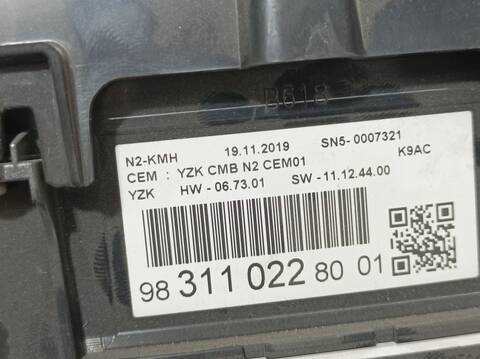 B618
N2-KMH 19.11.2019 SN5-0007321
CEM : YZK CMB N2 CEM01 K9AC
YZK HW - 06.73.01 SW - 11.12.44.00
98 311 022 80 01